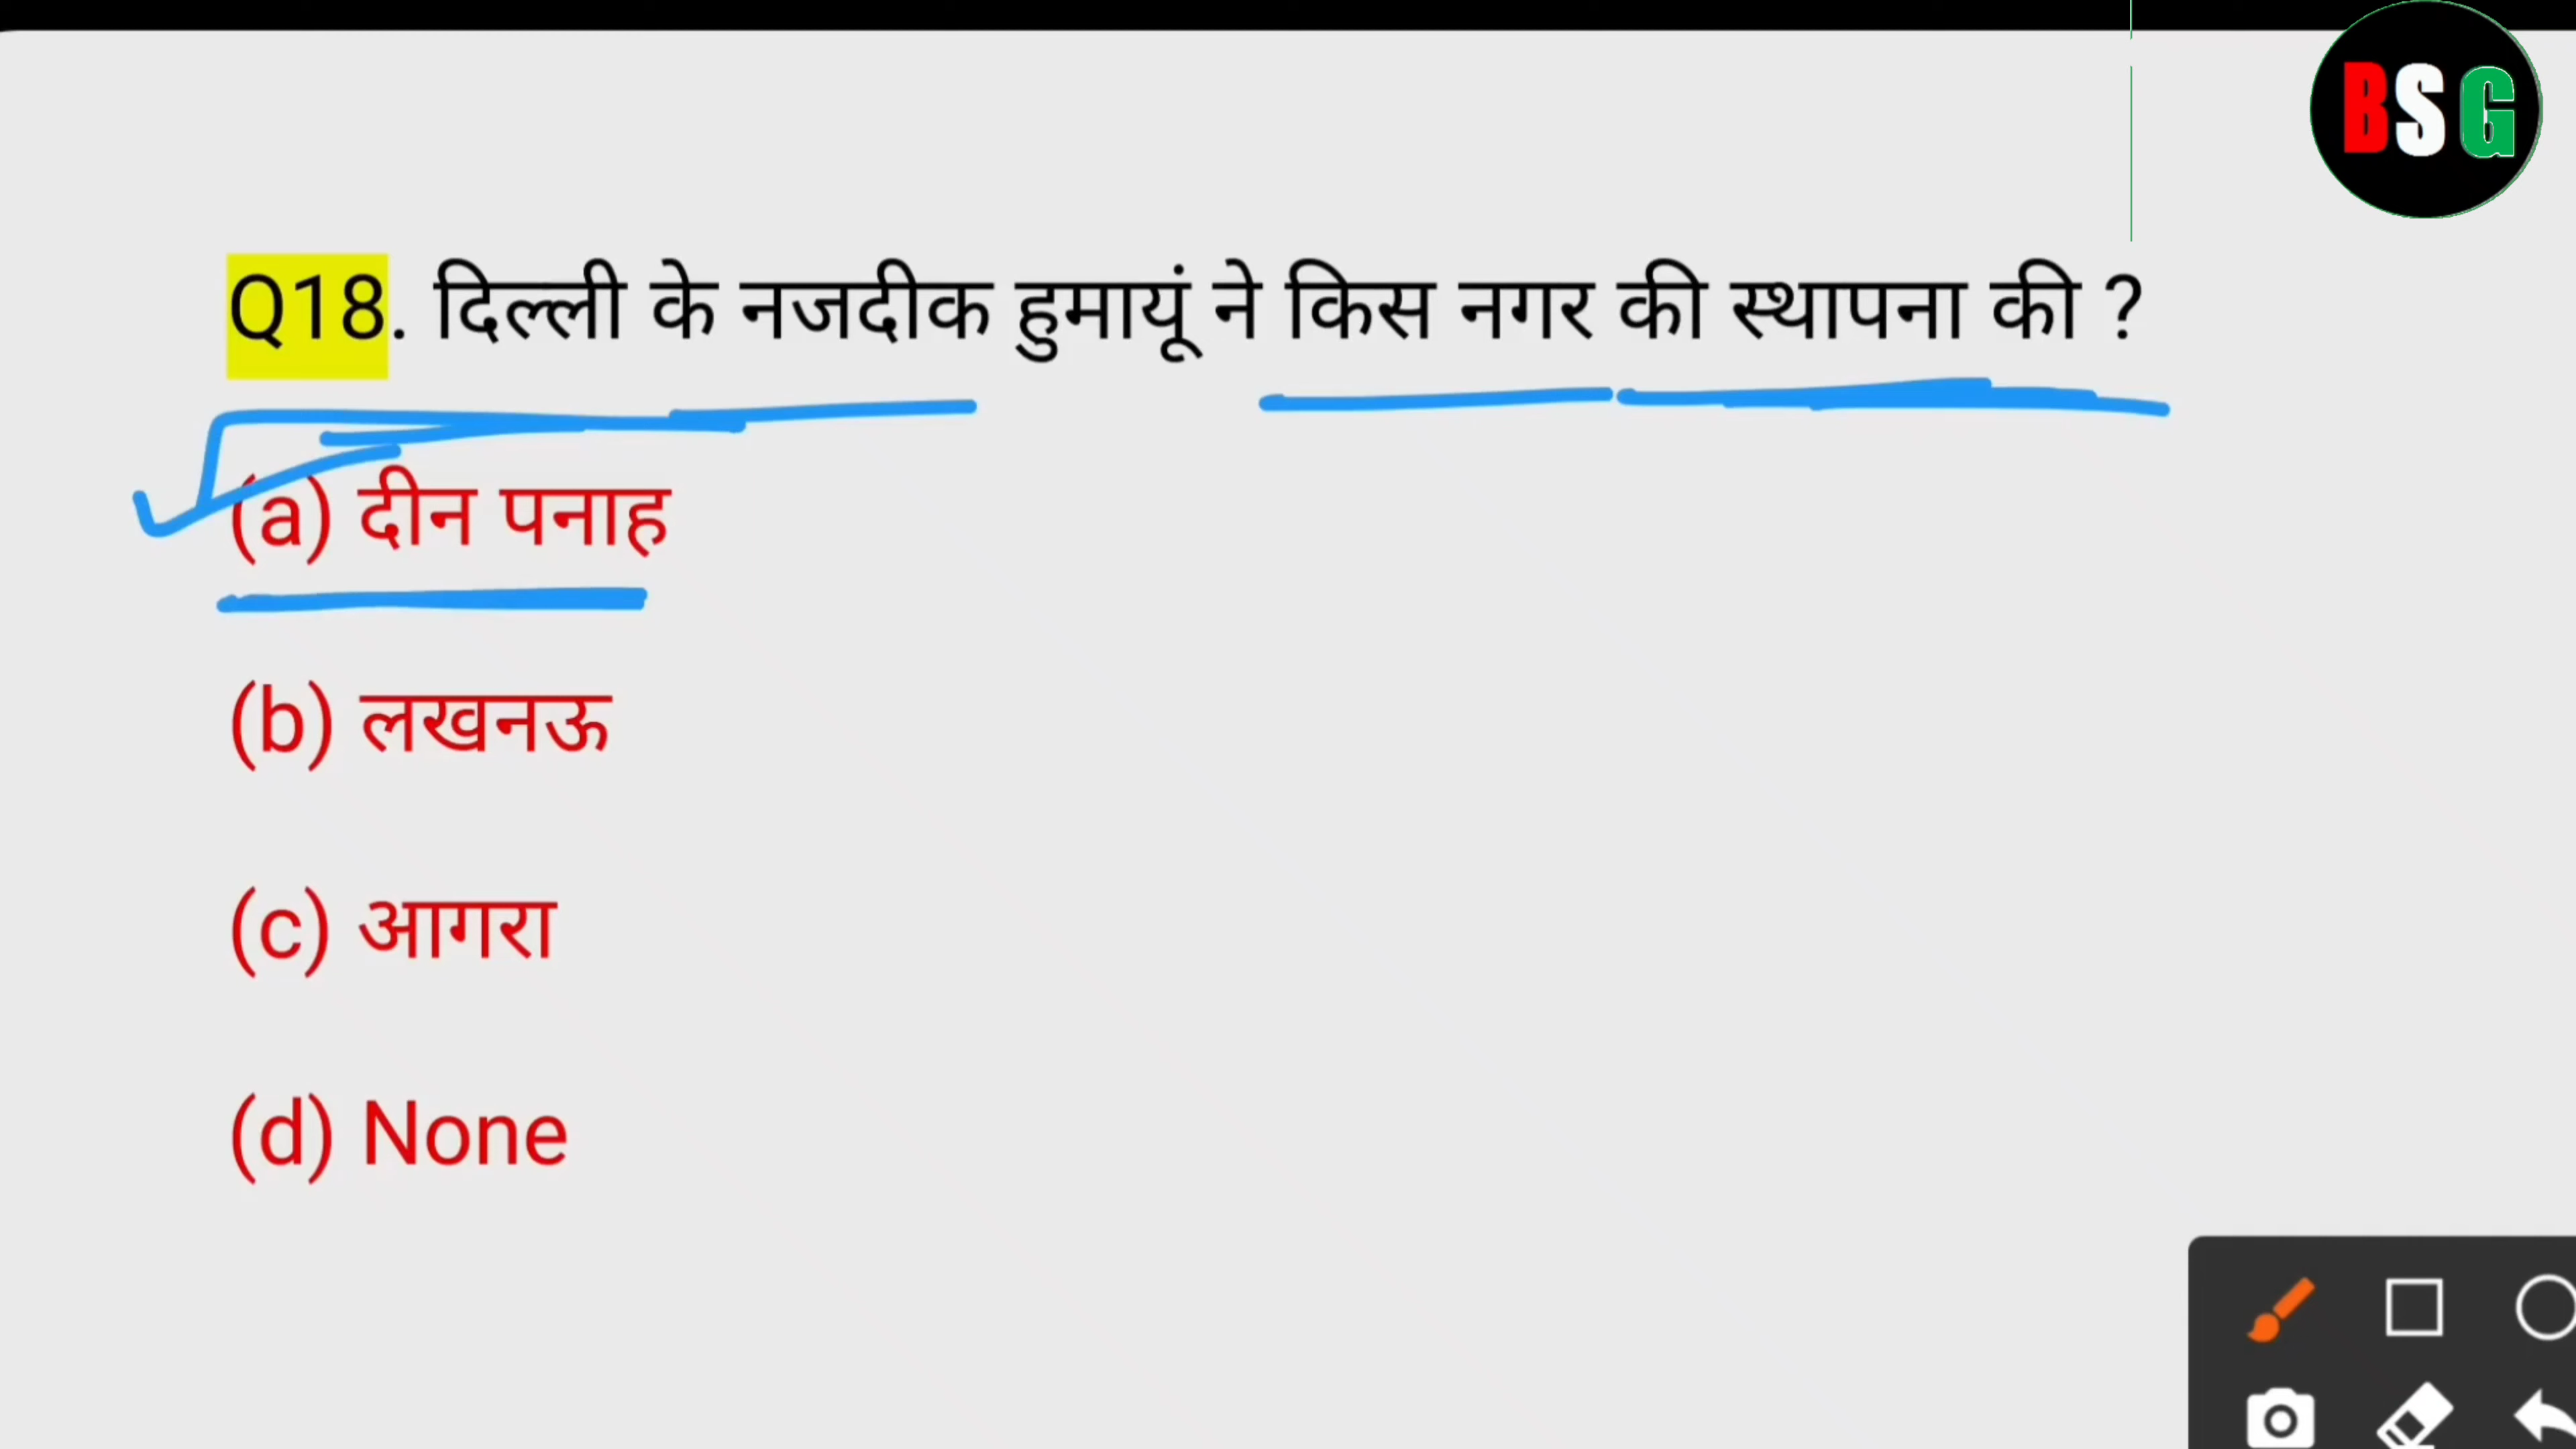 BSG
Q18. दिल्ली के नजदीक हुमायूं ने किस नगर की स्थापना की ?
(a) दीन पनाह
(b) लखनऊ
(c) आगरा
(d) None